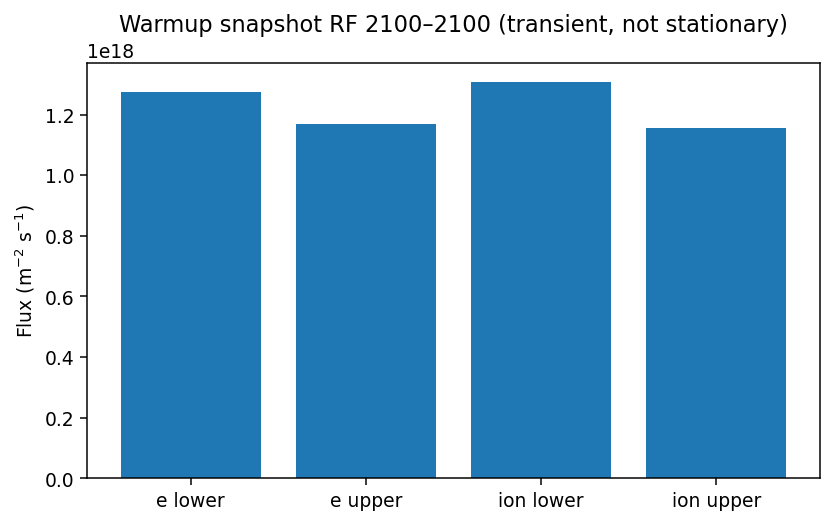 Warmup snapshot RF 2100–2100 (transient, not stationary)
1e18
Flux (m⁻² s⁻¹)
1.2
1.0
0.8
0.6
0.4
0.2
0.0
e lower e upper ion lower ion upper